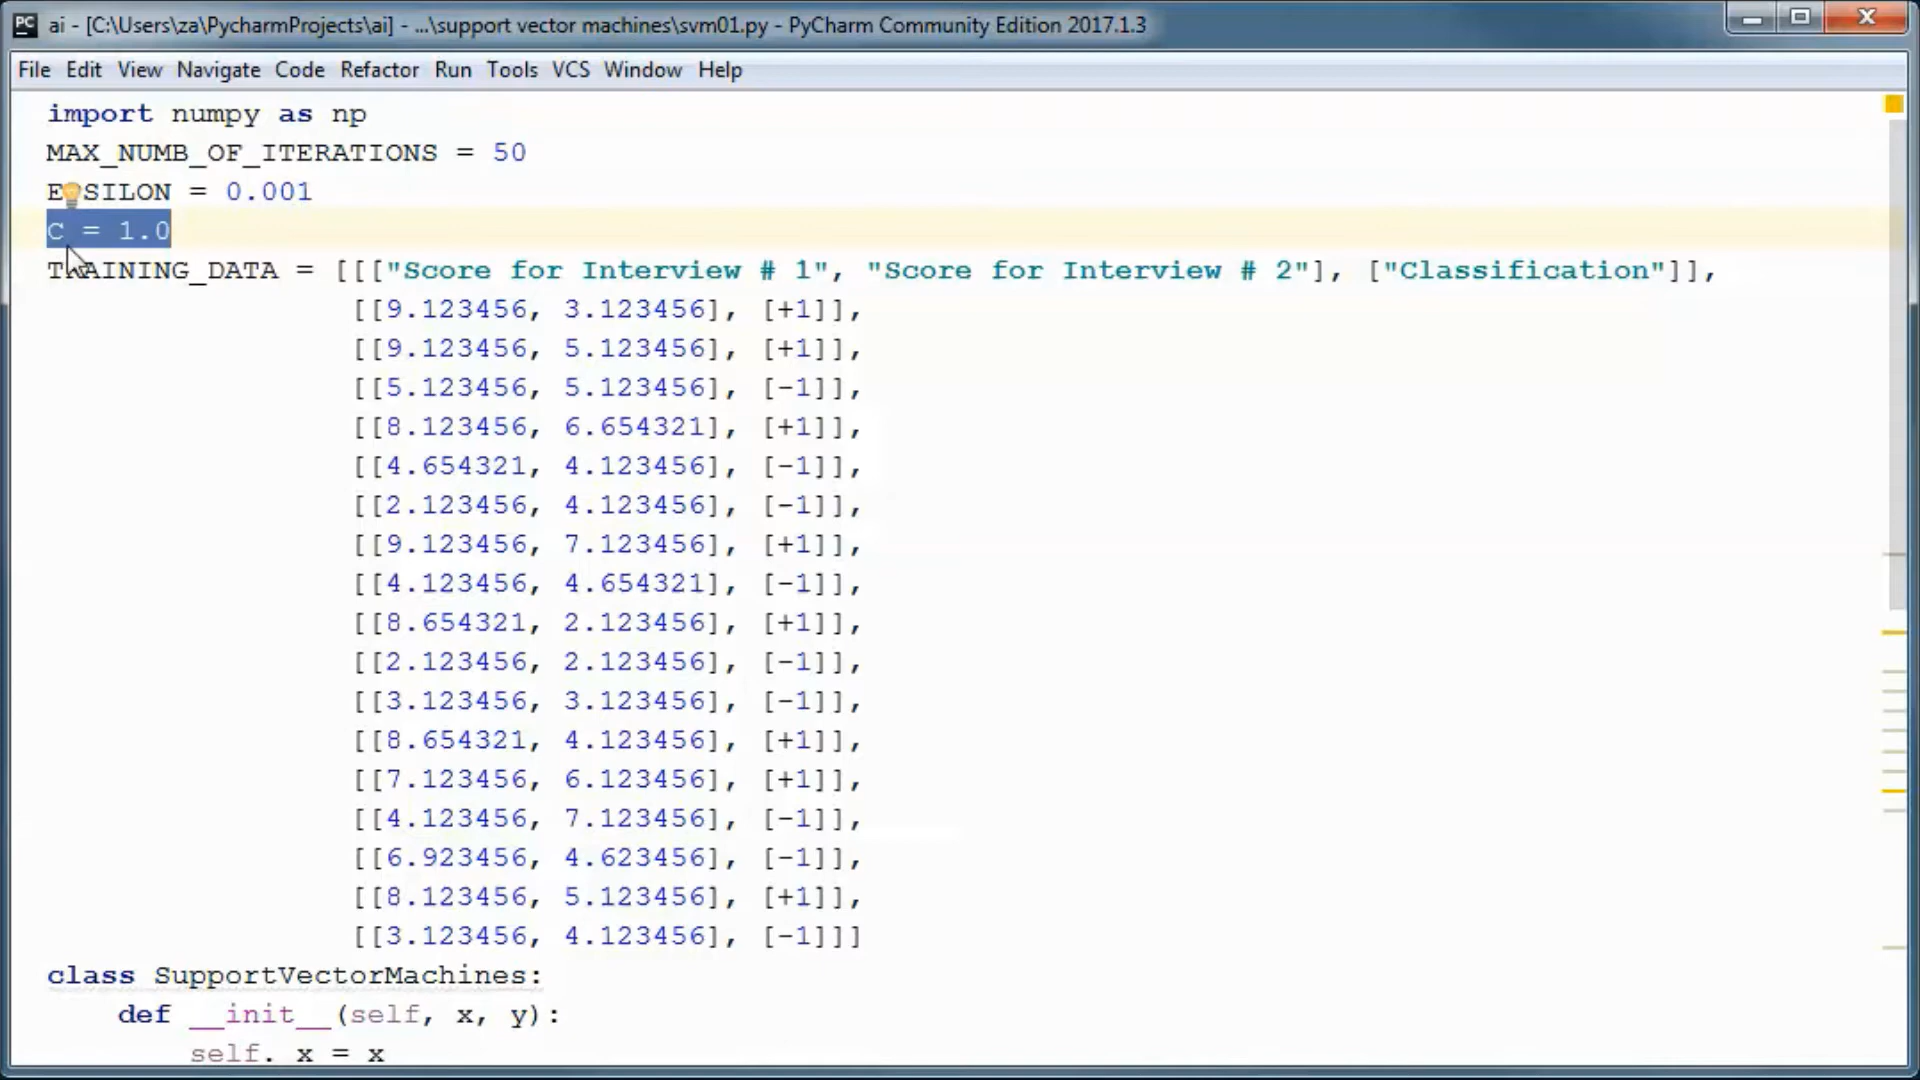 PC ai - [C:\Users\za\PycharmProjects\ai] - ...\support vector machines\svm01.py - PyCharm Community Edition 2017.1.3
File Edit View Navigate Code Refactor Run Tools VCS Window Help
import numpy as np
MAX_NUMB_OF_ITERATIONS = 50
EPSILON = 0.001
C = 1.0
TRAINING_DATA = [[["Score for Interview # 1", "Score for Interview # 2"], ["Classification"]],
[[9.123456, 3.123456], [+1]],
[[9.123456, 5.123456], [+1]],
[[5.123456, 5.123456], [-1]],
[[8.123456, 6.654321], [+1]],
[[4.654321, 4.123456], [-1]],
[[2.123456, 4.123456], [-1]],
[[9.123456, 7.123456], [+1]],
[[4.123456, 4.654321], [-1]],
[[8.654321, 2.123456], [+1]],
[[2.123456, 2.123456], [-1]],
[[3.123456, 3.123456], [-1]],
[[8.654321, 4.123456], [+1]],
[[7.123456, 6.123456], [+1]],
[[4.123456, 7.123456], [-1]],
[[6.923456, 4.623456], [-1]],
[[8.123456, 5.123456], [+1]],
[[3.123456, 4.123456], [-1]]]
class SupportVectorMachines:
def __init__(self, x, y):
self._x = x